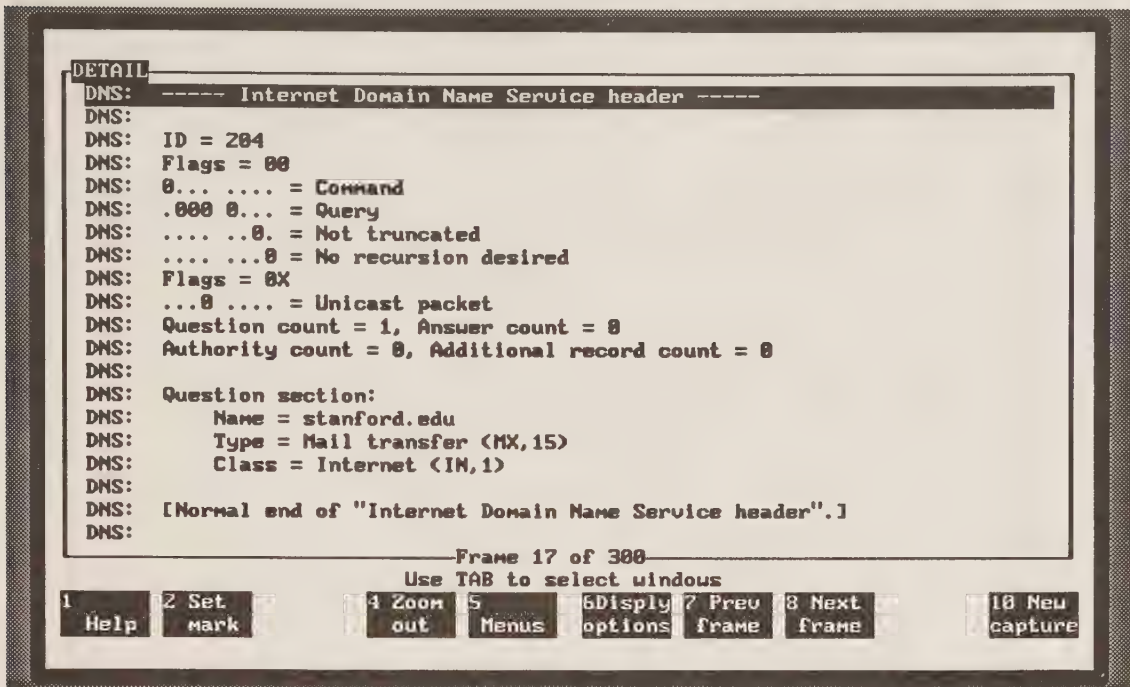 DETAIL
DNS: ----- Internet Domain Name Service header -----
DNS:
DNS: ID = 204
DNS: Flags = 00
DNS: 0... .... = Command
DNS: .000 0... = Query
DNS: .... ..0. = Not truncated
DNS: .... ...0 = No recursion desired
DNS: Flags = 0X
DNS: ...0 .... = Unicast packet
DNS: Question count = 1, Answer count = 0
DNS: Authority count = 0, Additional record count = 0
DNS:
DNS: Question section:
DNS: Name = stanford.edu
DNS: Type = Mail transfer (MX,15)
DNS: Class = Internet (IN,1)
DNS:
DNS: [Normal end of "Internet Domain Name Service header".]
DNS:
Frame 17 of 300
Use TAB to select windows
1 Help
2 Set mark
4 Zoom out
5 Menus
6Disply options
7 Prev frame
8 Next frame
10 New capture